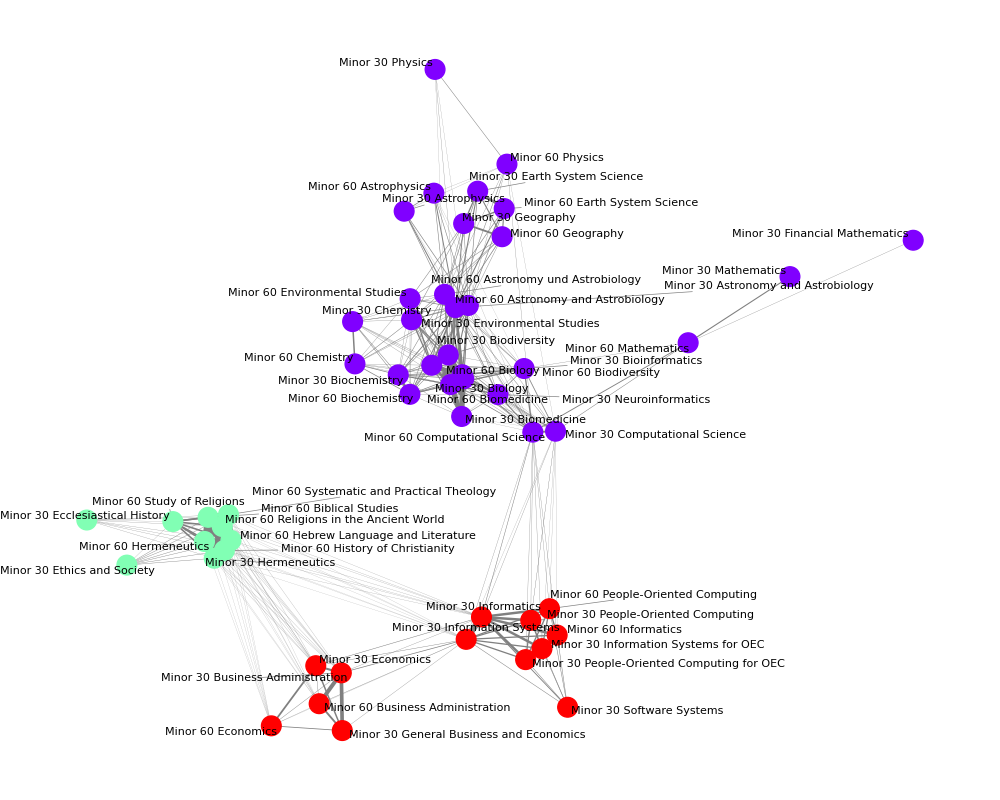 Minor 30 Physics
Minor 60 Physics
Minor 30 Earth System Science
Minor 60 Astrophysics
Minor 30 Astrophysics
Minor 60 Earth System Science
Minor 30 Geography
Minor 60 Geography
Minor 30 Financial Mathematics
Minor 30 Mathematics
Minor 60 Astronomy und Astrobiology
Minor 30 Astronomy and Astrobiology
Minor 60 Environmental Studies
Minor 60 Astronomy and Astrobiology
Minor 30 Chemistry
Minor 30 Environmental Studies
Minor 30 Biodiversity
Minor 60 Mathematics
Minor 60 Chemistry
Minor 30 Bioinformatics
Minor 60 Biology
Minor 60 Biodiversity
Minor 30 Biochemistry
Minor 30 Biology
Minor 60 Biochemistry
Minor 60 Biomedicine
Minor 30 Neuroinformatics
Minor 30 Biomedicine
Minor 60 Computational Science
Minor 30 Computational Science
Minor 60 Systematic and Practical Theology
Minor 60 Study of Religions
Minor 60 Biblical Studies
Minor 30 Ecclesiastical History
Minor 60 Religions in the Ancient World
Minor 60 Hebrew Language and Literature
Minor 60 Hermeneutics
Minor 60 History of Christianity
Minor 30 Hermeneutics
Minor 30 Ethics and Society
Minor 60 People-Oriented Computing
Minor 30 Informatics
Minor 30 People-Oriented Computing
Minor 30 Information Systems
Minor 60 Informatics
Minor 30 Information Systems for OEC
Minor 30 Economics
Minor 30 People-Oriented Computing for OEC
Minor 30 Business Administration
Minor 60 Business Administration
Minor 30 Software Systems
Minor 60 Economics
Minor 30 General Business and Economics